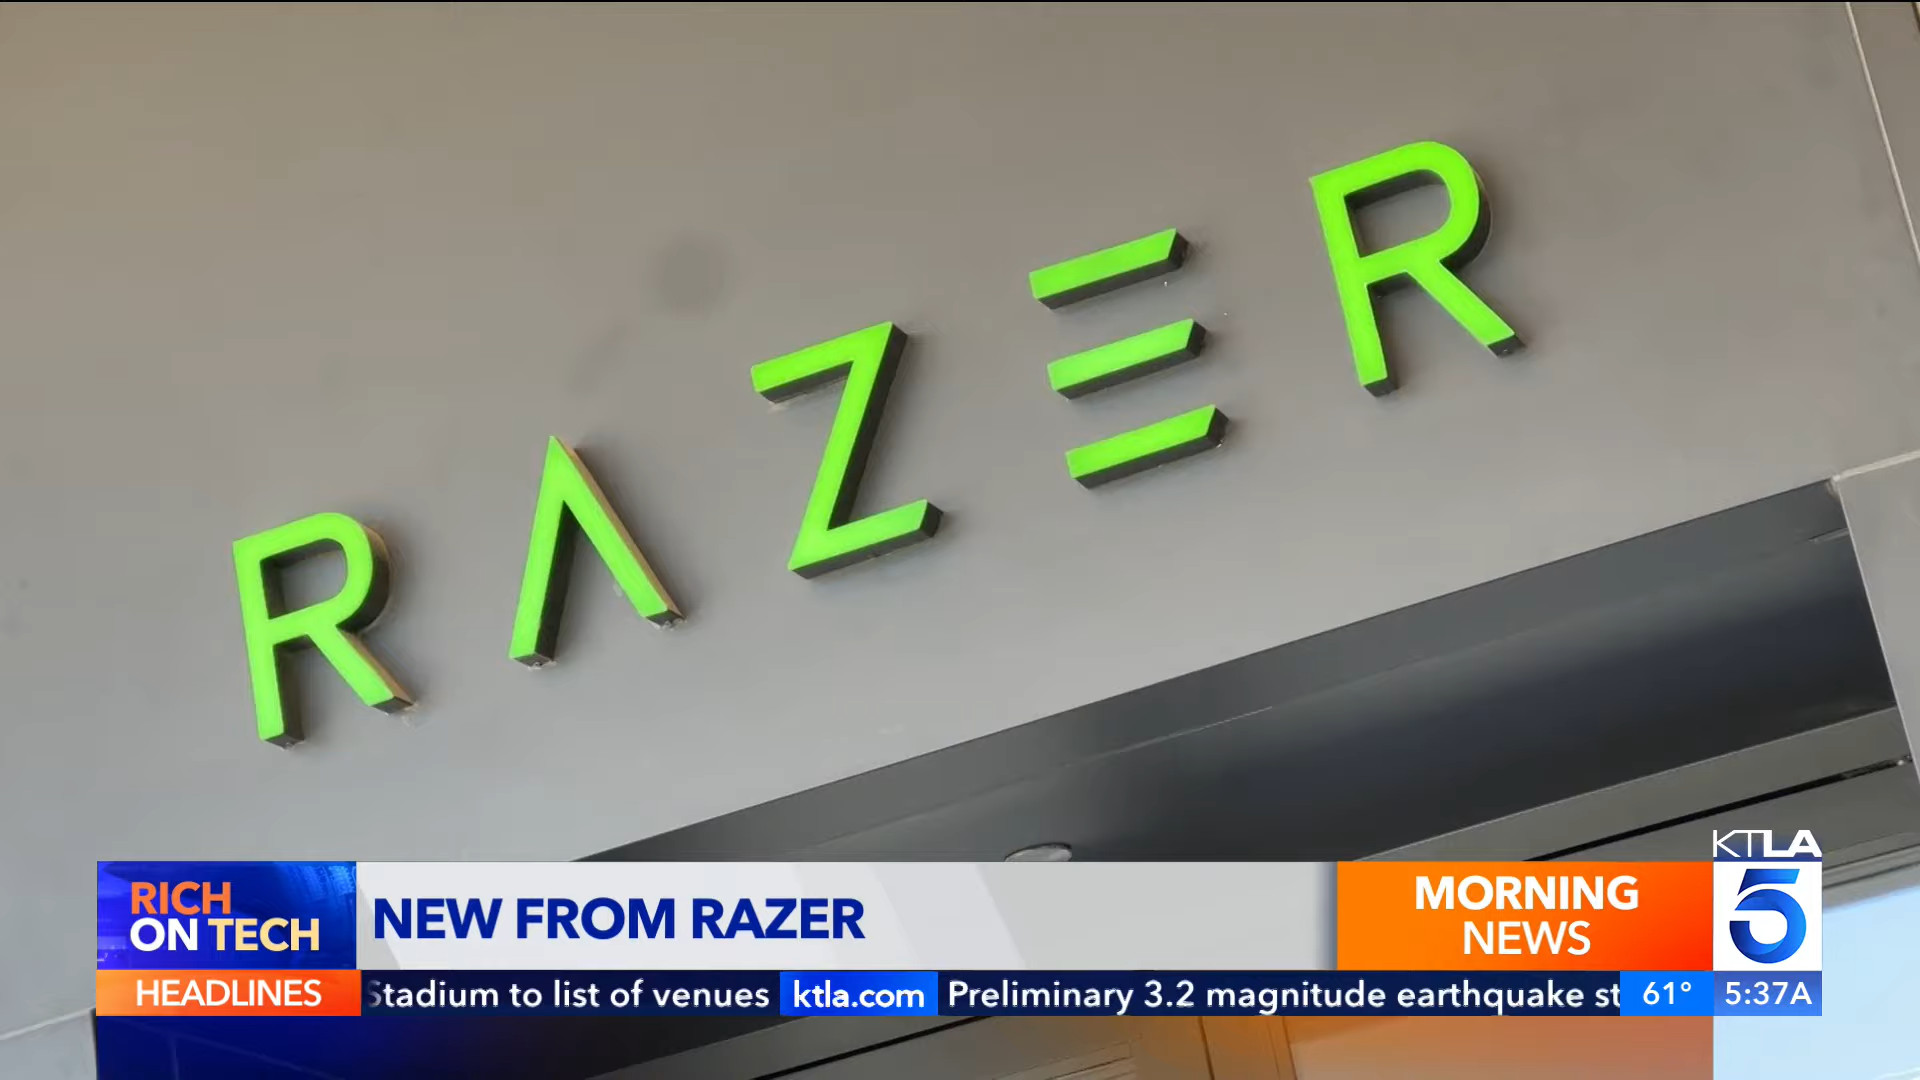 RAZER
KTLA
5
RICH
ON TECH
NEW FROM RAZER
MORNING
NEWS
HEADLINES
Stadium to list of venues ktla.com Preliminary 3.2 magnitude earthquake st
61° 5:37A